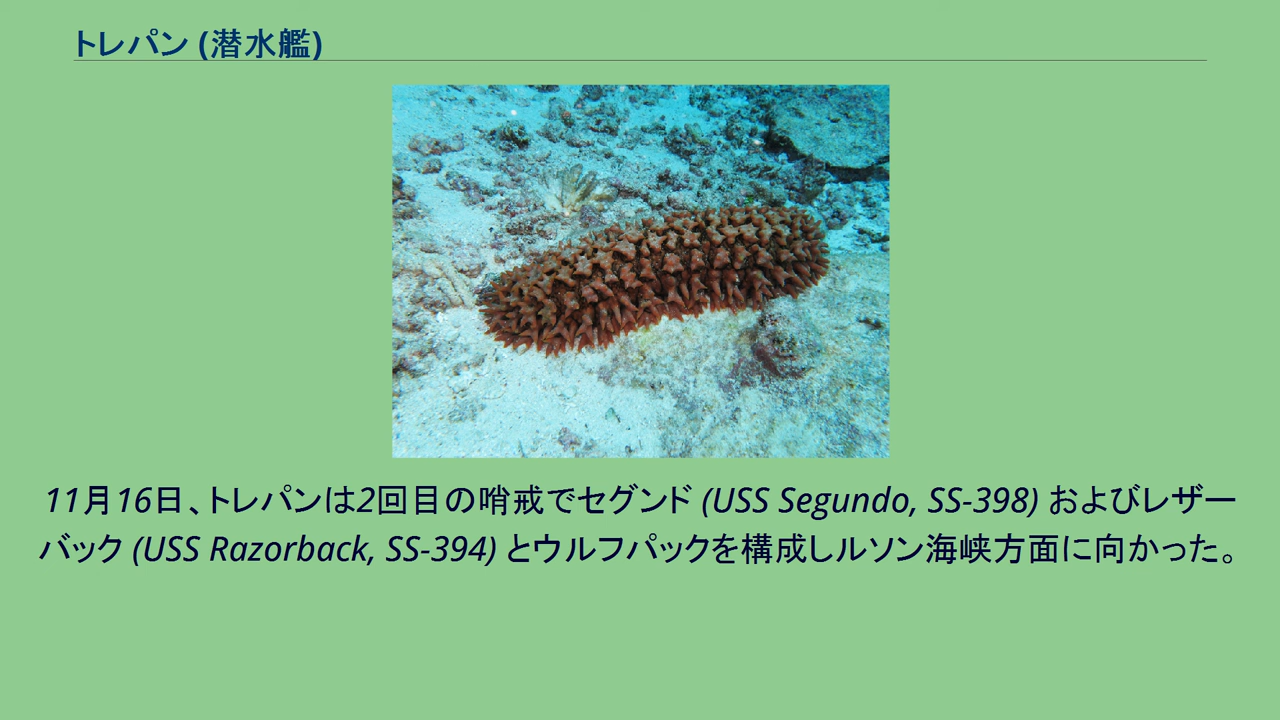 トレパン (潜水艦)
11月16日、トレパンは2回目の哨戒でセグンド (USS Segundo, SS-398) およびレザー
バック (USS Razorback, SS-394) とウルフパックを構成しルソン海峡方面に向かった。